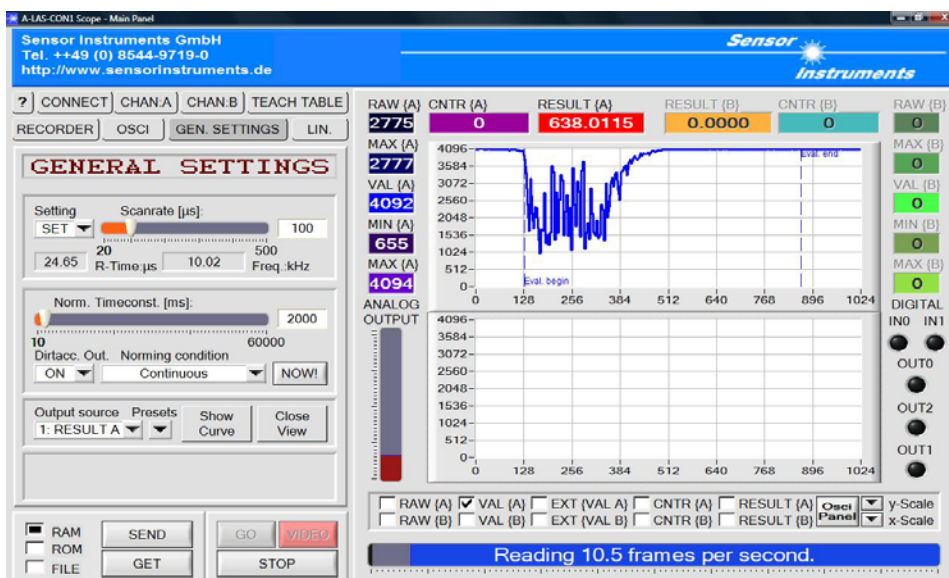 A-LAS-CON1 Scope - Main Panel
Sensor Instruments GmbH
Tel. ++49 (0) 8544-9719-0
http://www.sensorinstruments.de
Sensor
Instruments
? CONNECT CHAN:A CHAN:B TEACH TABLE
RECORDER OSCI GEN. SETTINGS LIN.
GENERAL SETTINGS
Setting Scanrate [µs]:
SET 100
20 500
24.65 R-Time:µs 10.02 Freq.:kHz
Norm. Timeconst. [ms]:
2000
10 60000
Dirtacc. Out. Norming condition
ON Continuous NOW!
Output source Presets
1: RESULT A Show Curve Close View
RAM
ROM
FILE
SEND
GET
GO VIDEO
STOP
RAW {A} CNTR {A} RESULT {A} RESULT {B} CNTR {B} RAW {B}
2775 0 638.0115 0.0000 0 0
MAX {A}
2777
VAL {A}
4092
MIN {A}
655
MAX {A}
4094
ANALOG
OUTPUT
4096-
3584-
3072-
2560-
2048-
1536-
1024-
512-
0-
Eval. begin
Eval. end
0 128 256 384 512 640 768 896 1024
4096-
3584-
3072-
2560-
2048-
1536-
1024-
512-
0-
0 128 256 384 512 640 768 896 1024
MAX {B}
0
VAL {B}
0
MIN {B}
0
MAX {B}
0
DIGITAL
IN0 IN1
OUT0
OUT2
OUT1
RAW {A} VAL {A} EXT {VAL A} CNTR {A} RESULT {A} Osci Panel y-Scale
RAW {B} VAL {B} EXT {VAL B} CNTR {B} RESULT {B} x-Scale
Reading 10.5 frames per second.